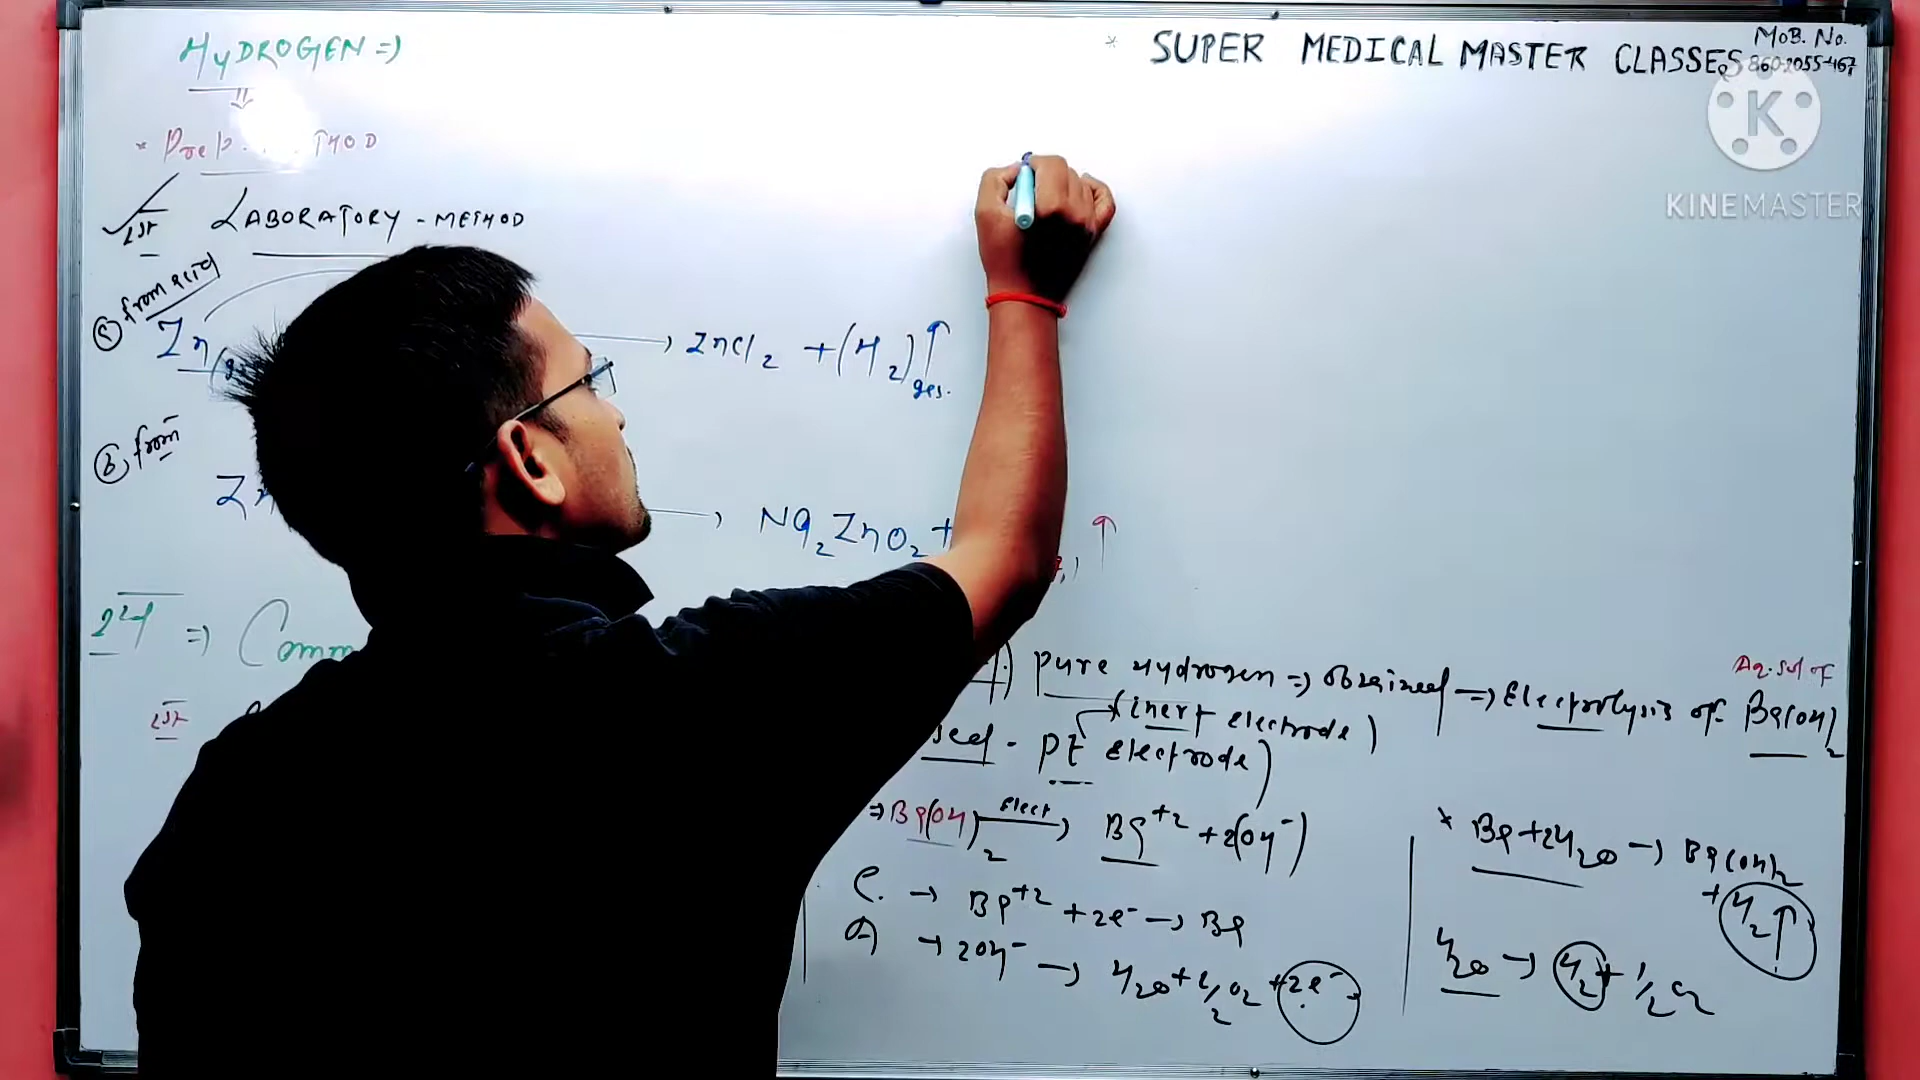 HYDROGEN =>
* SUPER MEDICAL MASTER CLASSES
MOB. No.
860-2055-467
KINEMASTER
1st LABORATORY - METHOD
(a) from acid
Zn → ZnCl2 + (H2)↑
gas.
(b) from
Na2ZnO2 +
2nd => Comm
1st
pure Hydrogen => obtained → Electrolysis of Ba(OH)2
Aq. sol of
(inert electrode)
Pt electrode)
=> Ba(OH)2 Elect → Ba+2 + 2(OH-)
C. → Ba+2 + 2e- → Ba
A → 2OH- → H2O + 1/2 O2 + 2e-
* Ba + 2H2O → Ba(OH)2
+ H2↑
H2O → H2 + 1/2 O2